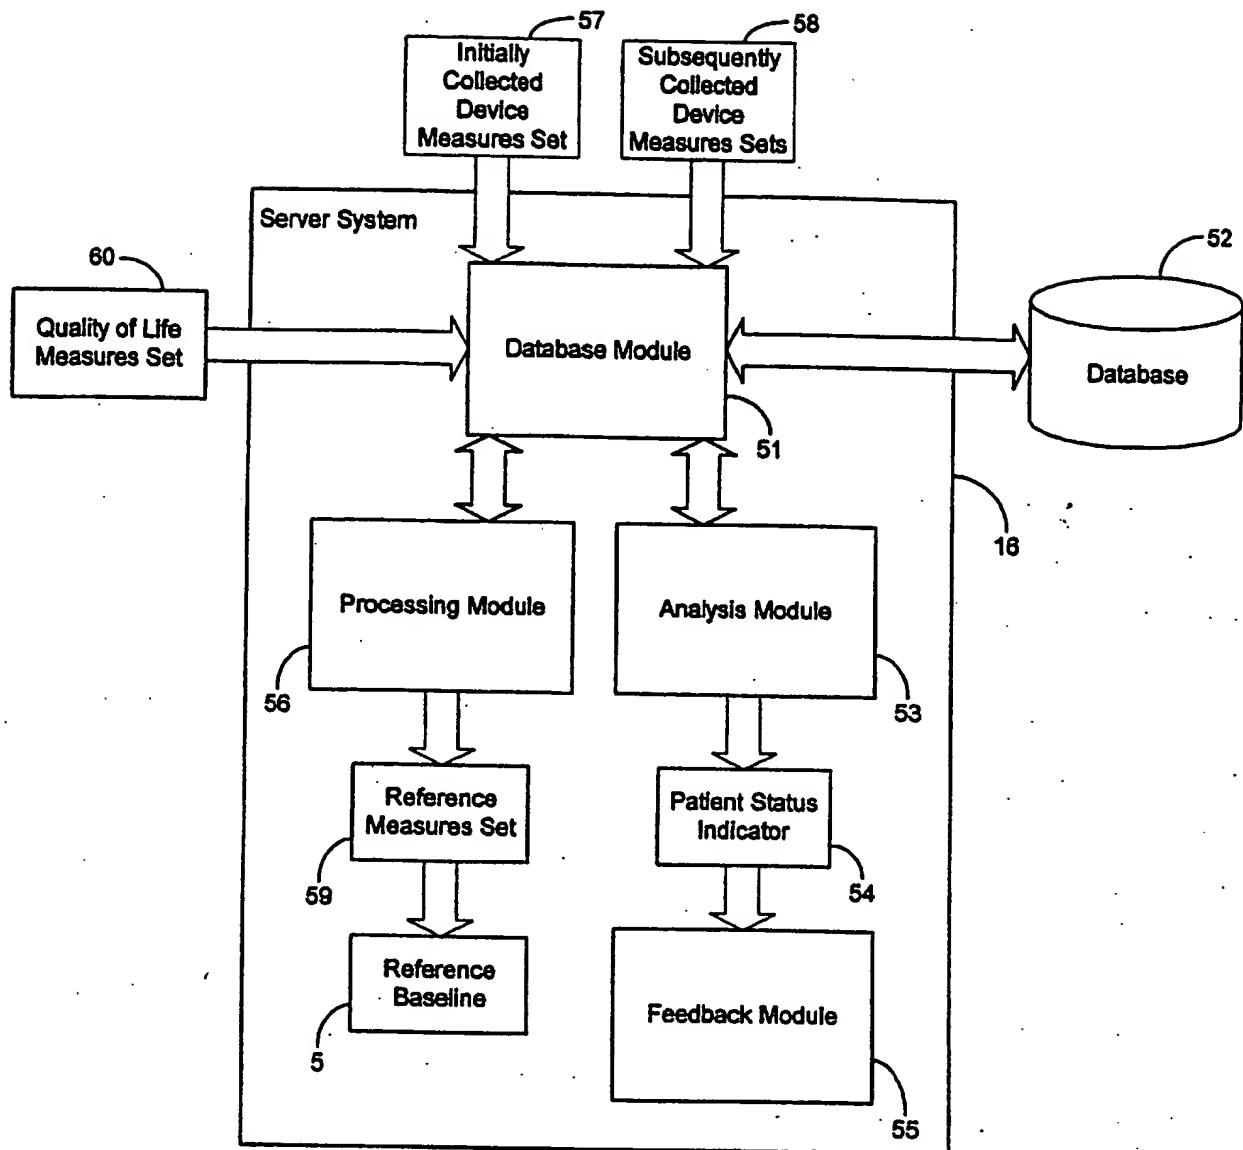 57
58
Initially
Collected
Device
Measures Set
Subsequently
Collected
Device
Measures Sets
Server System
60
52
Quality of Life
Measures Set
Database Module
Database
51
16
Processing Module
Analysis Module
56
53
Reference
Measures Set
Patient Status
Indicator
59
54
Reference
Baseline
Feedback Module
5
55